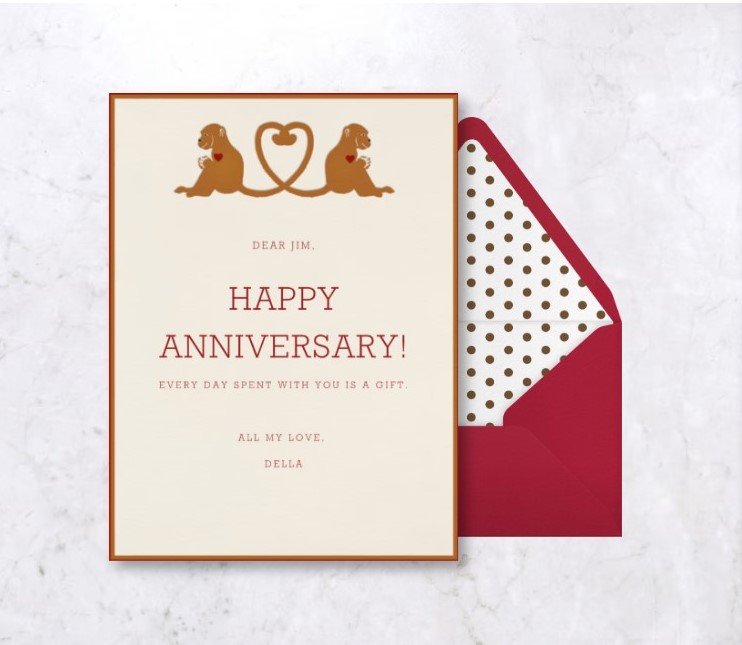 DEAR JIM,
HAPPY
ANNIVERSARY!
EVERY DAY SPENT WITH YOU IS A GIFT.
ALL MY LOVE,
DELLA